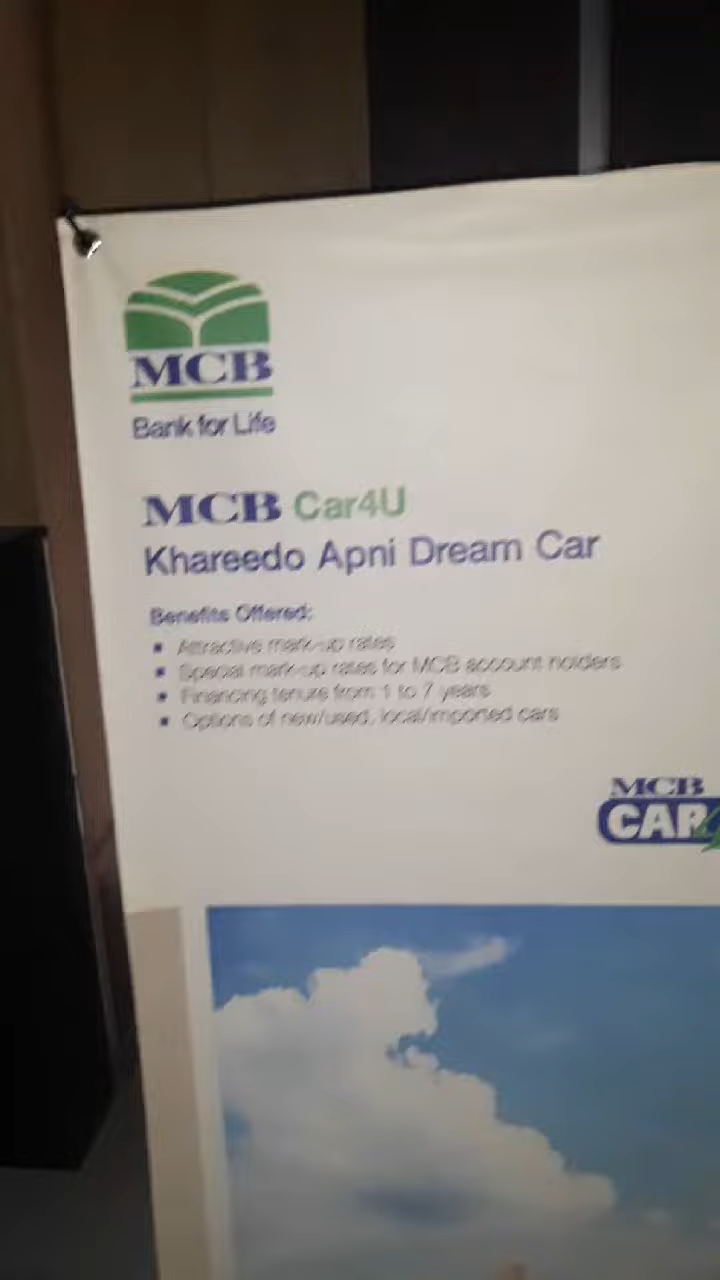 MCB
Bank for Life
MCB Car4U
Khareedo Apni Dream Car
Benefits Offered:
▪ Attractive mark-up rates
▪ Special mark-up rates for MCB account holders
▪ Financing tenure from 1 to 7 years
▪ Options of new/used, local/imported cars
MCB
CAR4